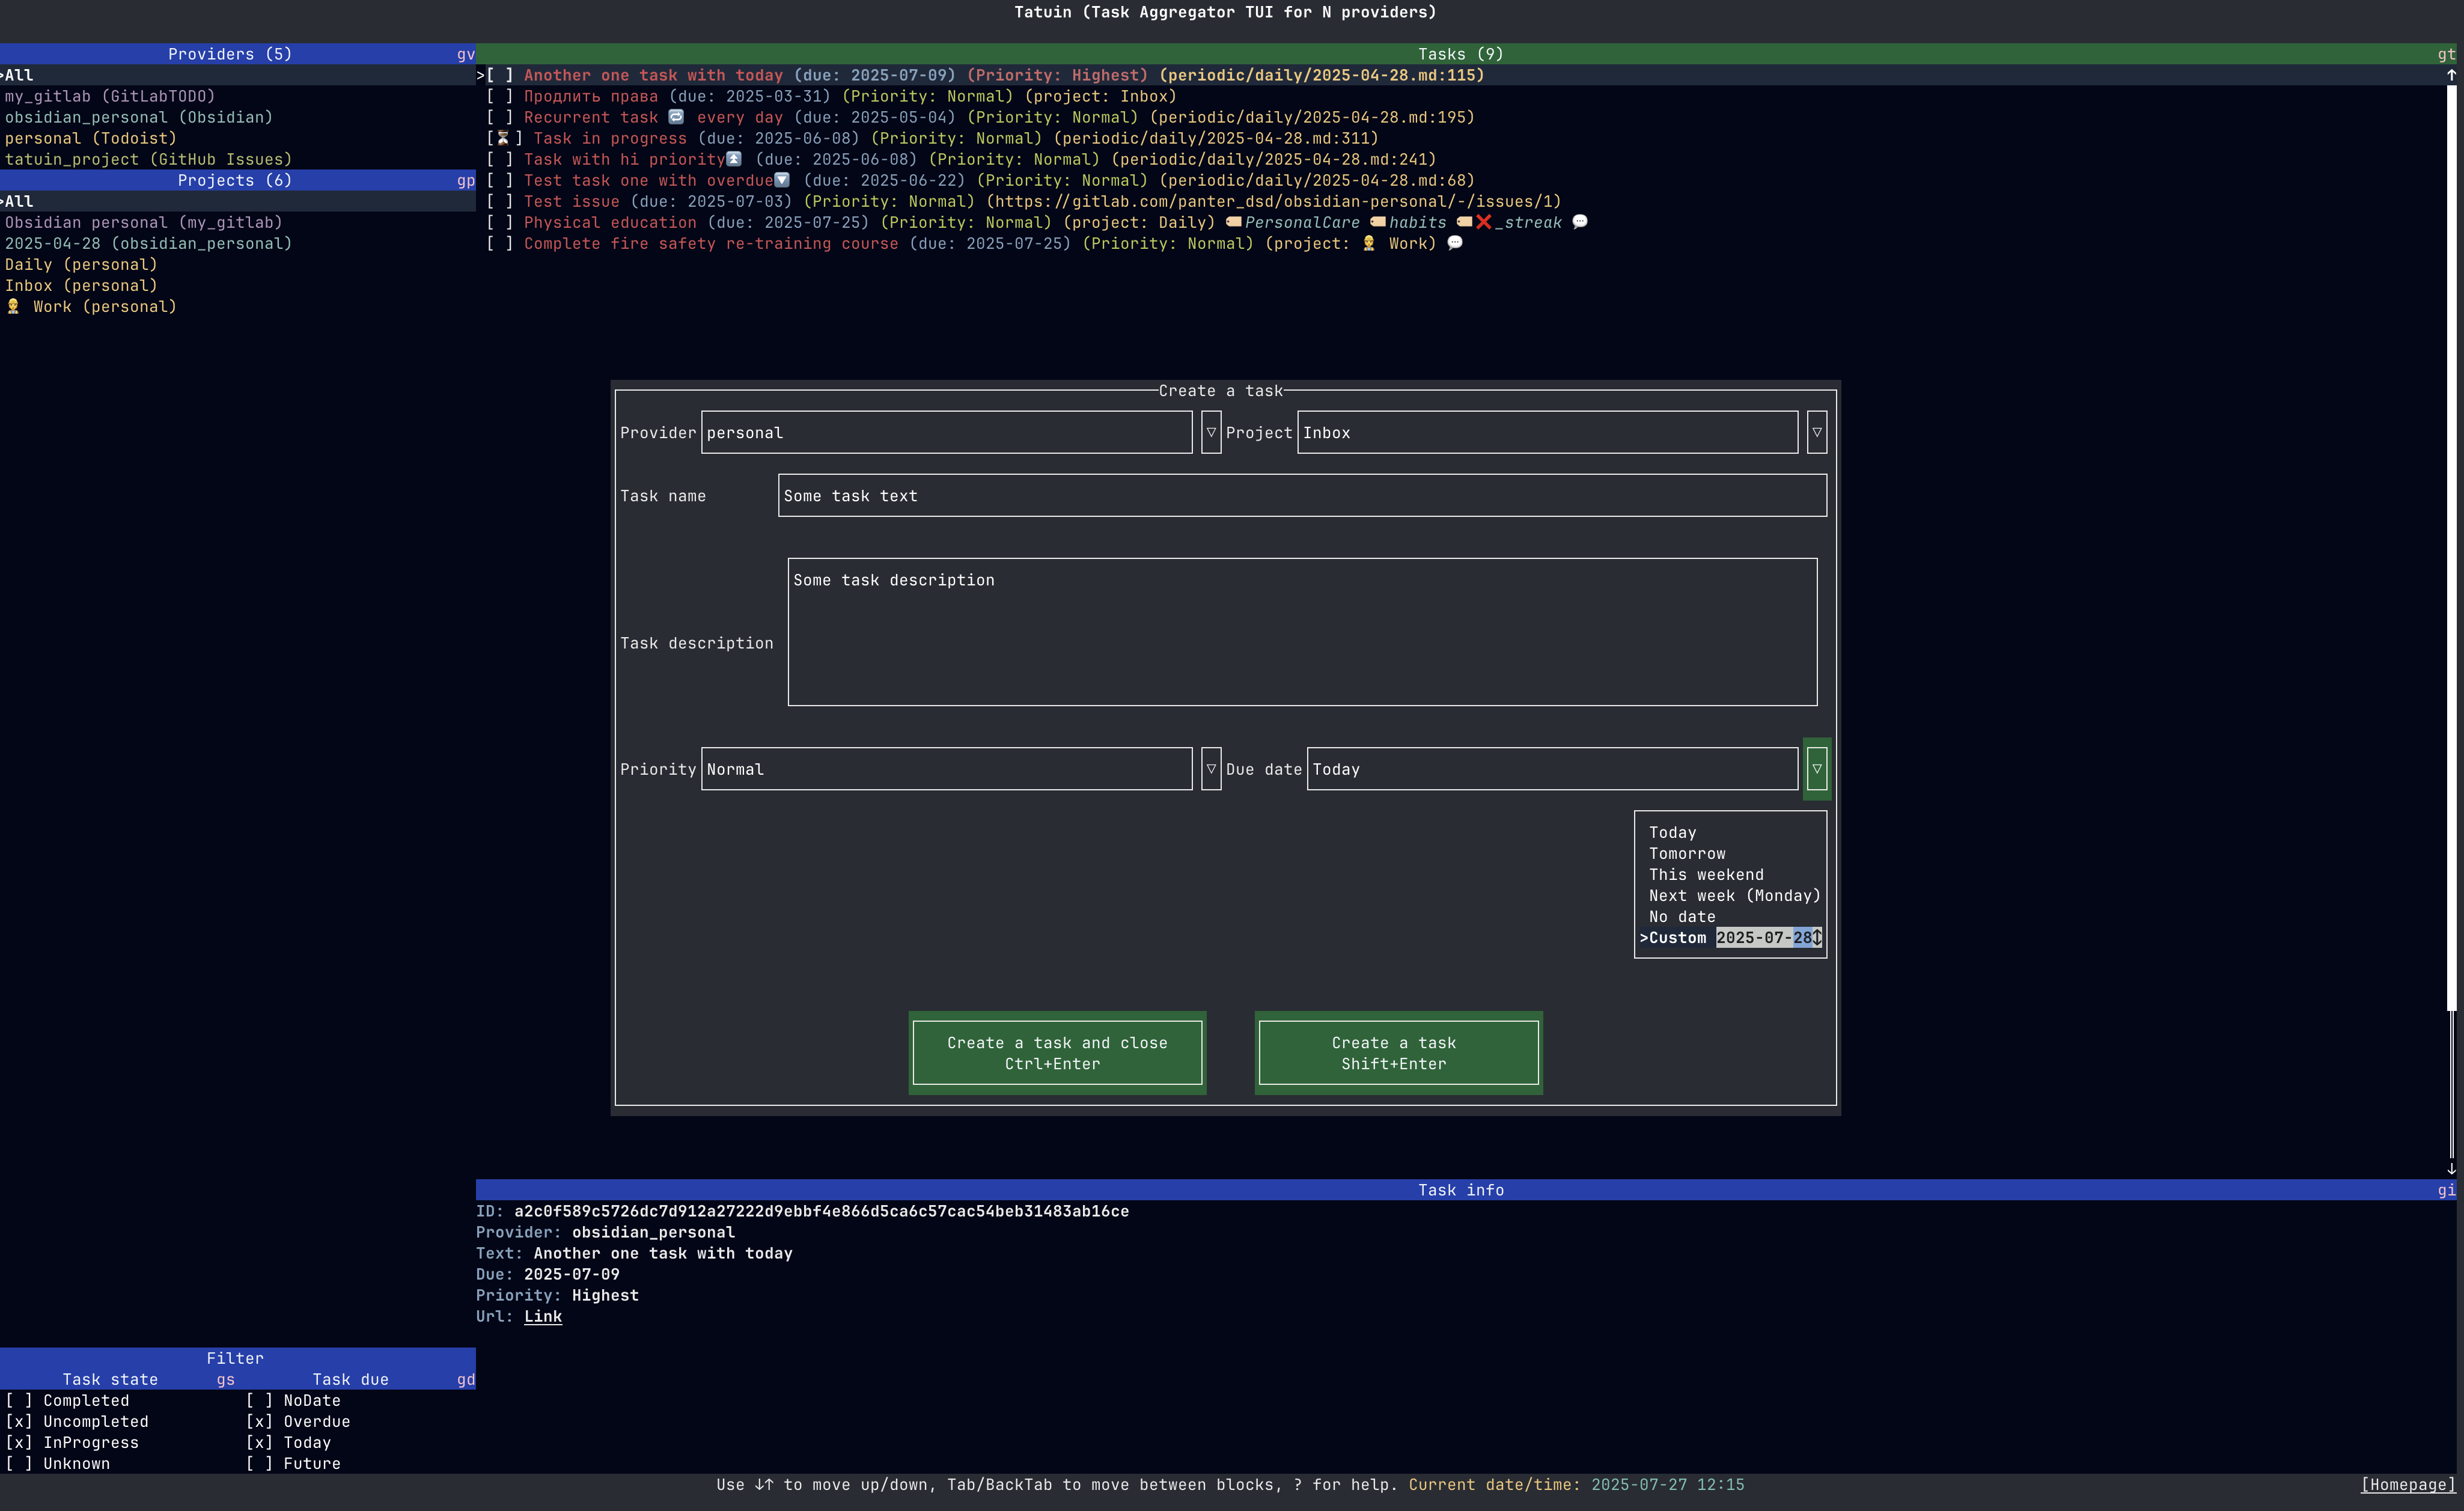 Tatuin (Task Aggregator TUI for N providers)
Providers (5) gv
>All
my_gitlab (GitLabTODO)
obsidian_personal (Obsidian)
personal (Todoist)
tatuin_project (GitHub Issues)
Projects (6) gp
>All
Obsidian personal (my_gitlab)
2025-04-28 (obsidian_personal)
Daily (personal)
Inbox (personal)
Work (personal)
Tasks (9) gt
>[ ] Another one task with today (due: 2025-07-09) (Priority: Highest) (periodic/daily/2025-04-28.md:115)
[ ] Продлить права (due: 2025-03-31) (Priority: Normal) (project: Inbox)
[ ] Recurrent task 🔁 every day (due: 2025-05-04) (Priority: Normal) (periodic/daily/2025-04-28.md:195)
[⏳] Task in progress (due: 2025-06-08) (Priority: Normal) (periodic/daily/2025-04-28.md:311)
[ ] Task with hi priority⏫ (due: 2025-06-08) (Priority: Normal) (periodic/daily/2025-04-28.md:241)
[ ] Test task one with overdue🔽 (due: 2025-06-22) (Priority: Normal) (periodic/daily/2025-04-28.md:68)
[ ] Test issue (due: 2025-07-03) (Priority: Normal) (https://gitlab.com/panter_dsd/obsidian-personal/-/issues/1)
[ ] Physical education (due: 2025-07-25) (Priority: Normal) (project: Daily) 🏷️PersonalCare 🏷️habits 🏷️❌_streak 💬
[ ] Complete fire safety re-training course (due: 2025-07-25) (Priority: Normal) (project: Work) 💬
Create a task
Provider personal ▽ Project Inbox ▽
Task name Some task text
Task description Some task description
Priority Normal ▽ Due date Today ▽
Today
Tomorrow
This weekend
Next week (Monday)
No date
>Custom 2025-07-28↕
Create a task and close
Ctrl+Enter
Create a task
Shift+Enter
Task info gi
ID: a2c0f589c5726dc7d912a27222d9ebbf4e866d5ca6c57cac54beb31483ab16ce
Provider: obsidian_personal
Text: Another one task with today
Due: 2025-07-09
Priority: Highest
Url: Link
Filter
Task state gs Task due gd
[ ] Completed [ ] NoDate
[x] Uncompleted [x] Overdue
[x] InProgress [x] Today
[ ] Unknown [ ] Future
Use ↓↑ to move up/down, Tab/BackTab to move between blocks, ? for help. Current date/time: 2025-07-27 12:15
[Homepage]